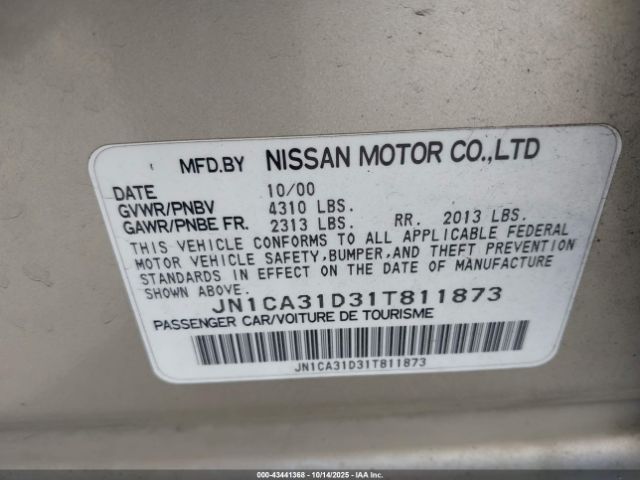 MFD.BY NISSAN MOTOR CO.,LTD
DATE 10/00
GVWR/PNBV 4310 LBS.
GAWR/PNBE FR. 2313 LBS. RR. 2013 LBS.
THIS VEHICLE CONFORMS TO ALL APPLICABLE FEDERAL
MOTOR VEHICLE SAFETY,BUMPER,AND THEFT PREVENTION
STANDARDS IN EFFECT ON THE DATE OF MANUFACTURE
SHOWN ABOVE.
JN1CA31D31T811873
PASSENGER CAR/VOITURE DE TOURISME
JN1CA31D31T811873
000-43441368 - 10/14/2025 - IAA Inc.